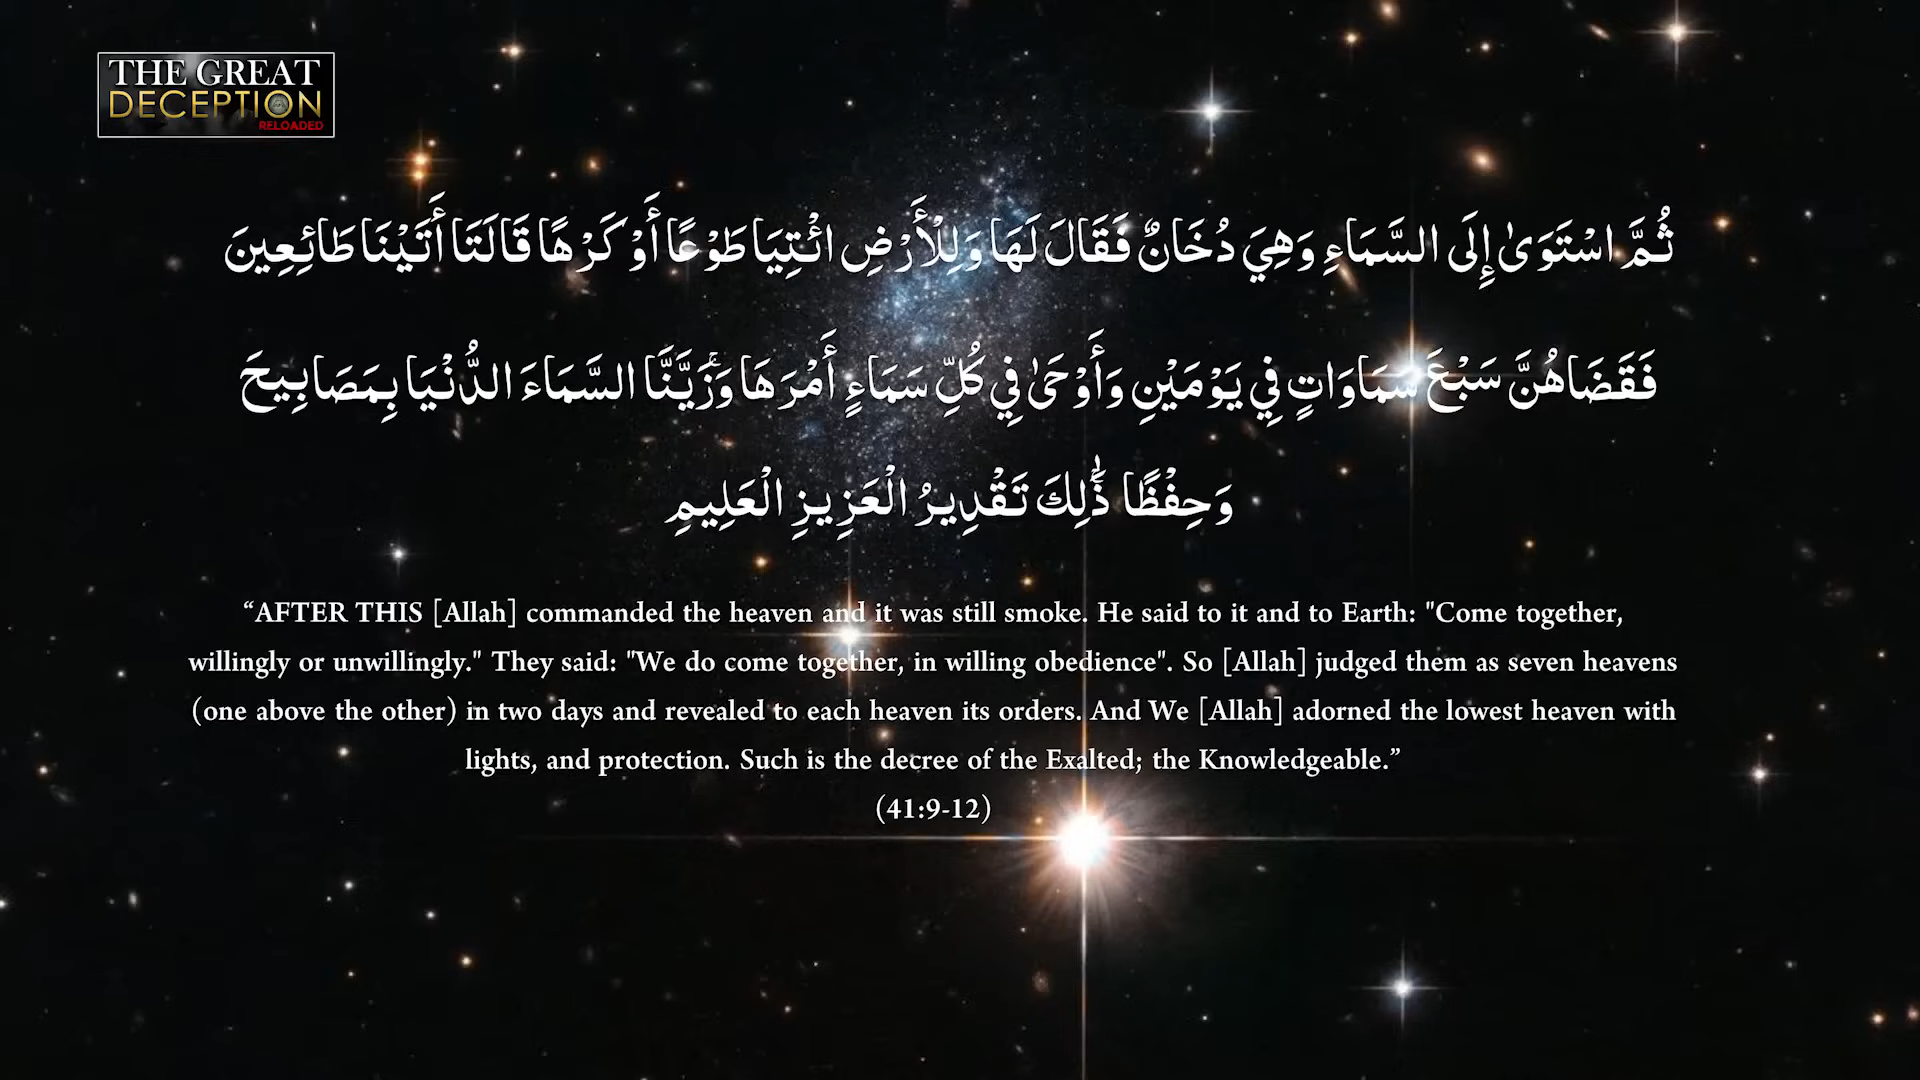 THE GREAT
DECEPTION
RELOADED
ثُمَّ اسْتَوَىٰ إِلَى السَّمَاءِ وَهِيَ دُخَانٌ فَقَالَ لَهَا وَلِلْأَرْضِ ائْتِيَا طَوْعًا أَوْ كَرْهًا قَالَتَا أَتَيْنَا طَائِعِينَ
فَقَضَاهُنَّ سَبْعَ سَمَاوَاتٍ فِي يَوْمَيْنِ وَأَوْحَىٰ فِي كُلِّ سَمَاءٍ أَمْرَهَا وَزَيَّنَّا السَّمَاءَ الدُّنْيَا بِمَصَابِيحَ
وَحِفْظًا ذَٰلِكَ تَقْدِيرُ الْعَزِيزِ الْعَلِيمِ
“AFTER THIS [Allah] commanded the heaven and it was still smoke. He said to it and to Earth: "Come together,
willingly or unwillingly." They said: "We do come together, in willing obedience". So [Allah] judged them as seven heavens
(one above the other) in two days and revealed to each heaven its orders. And We [Allah] adorned the lowest heaven with
lights, and protection. Such is the decree of the Exalted; the Knowledgeable.”
(41:9-12)